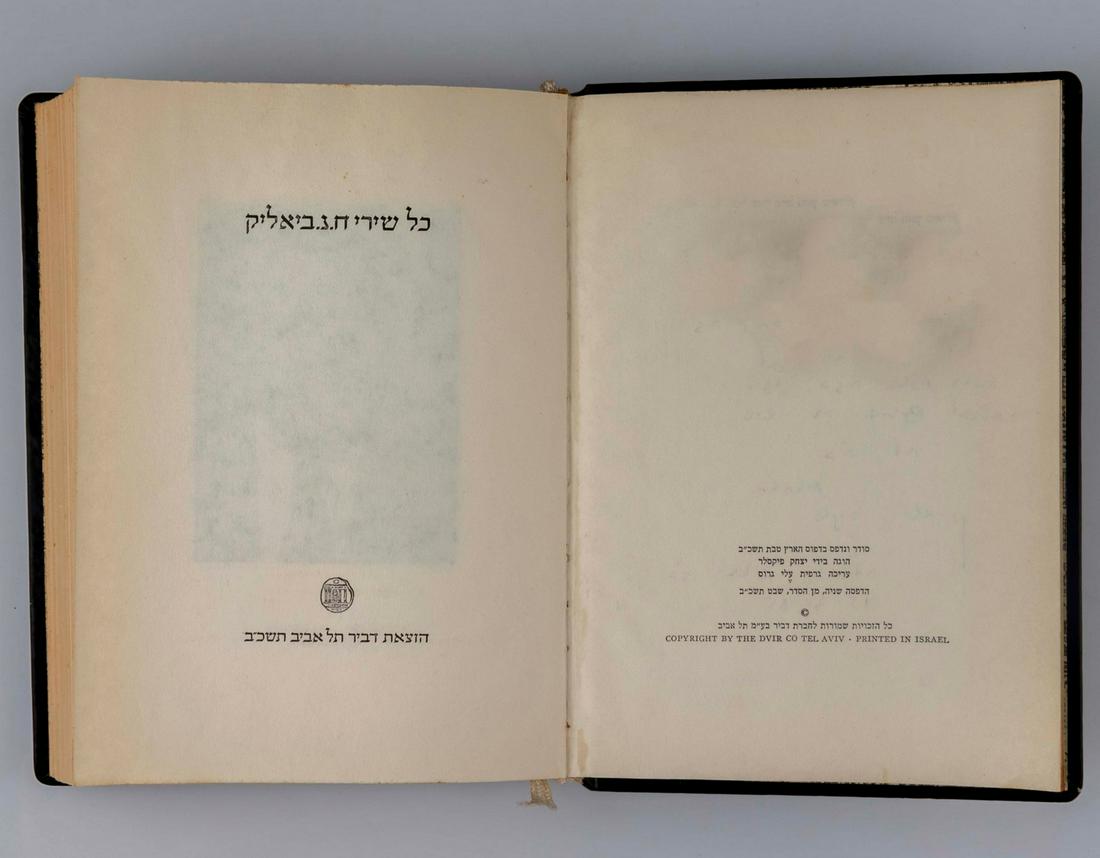 סודר ונדפס בדפוס הארץ טבת תשכ״ב
הוגה בידי יצחק פיקסלר
עריכה גרפית עלי גרוס
הדפסה שניה, מן הסדר, שבט תשכ״ב
©
כל הזכויות שמורות לחברת דביר בע״מ תל אביב
COPYRIGHT BY THE DVIR CO TEL AVIV · PRINTED IN ISRAEL
כל שירי ח.נ.ביאליק
הוצאת דביר תל אביב תשכ״ב